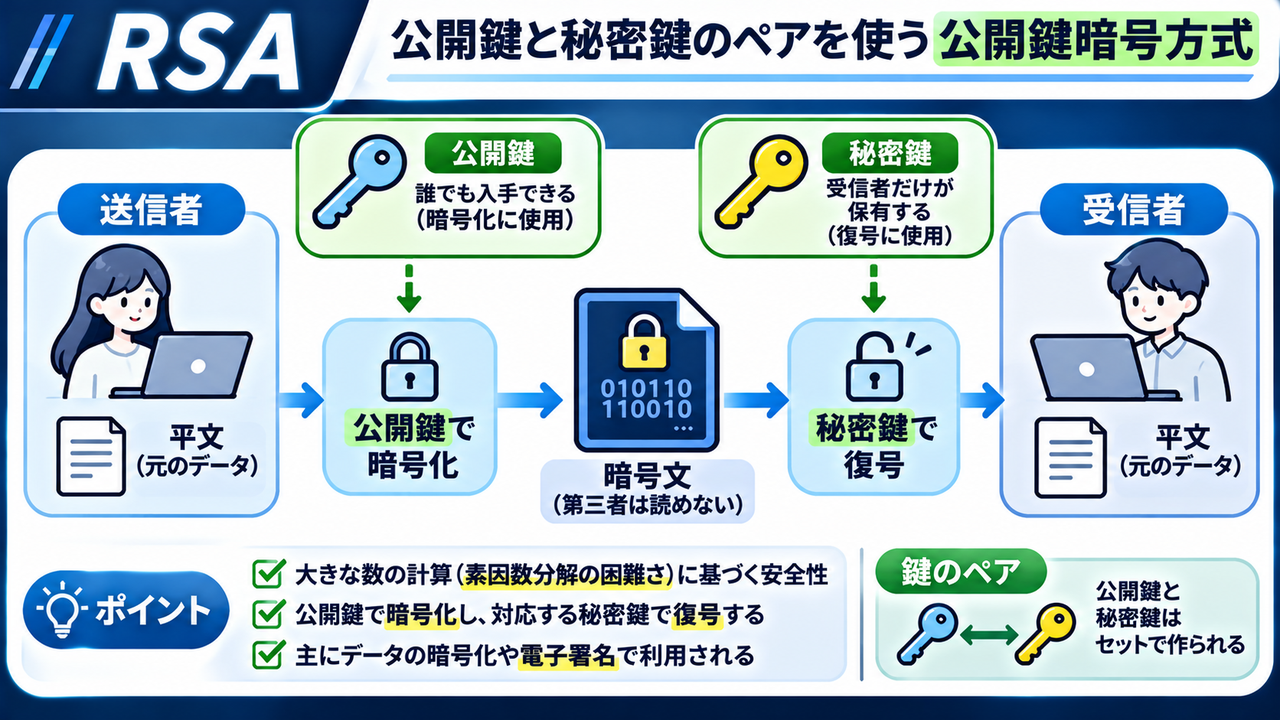 RSA
公開鍵と秘密鍵のペアを使う 公開鍵暗号方式
公開鍵
誰でも入手できる
（暗号化に使用）
秘密鍵
受信者だけが
保有する
（復号に使用）
送信者
平文
（元のデータ）
公開鍵で
暗号化
010110
110010
...
暗号文
（第三者は読めない）
秘密鍵で
復号
受信者
平文
（元のデータ）
ポイント
大きな数の計算（素因数分解の困難さ）に基づく安全性
公開鍵で暗号化し、対応する秘密鍵で復号する
主にデータの暗号化や電子署名で利用される
鍵のペア
公開鍵と
秘密鍵は
セットで作られる